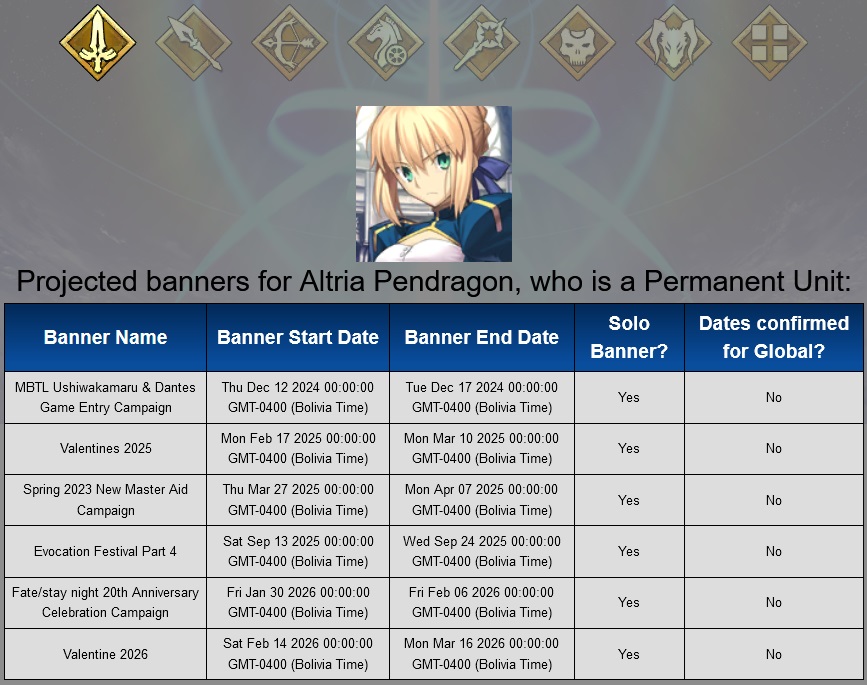 Projected banners for Altria Pendragon, who is a Permanent Unit:
Banner Name Banner Start Date Banner End Date Solo Banner? Dates confirmed for Global?
MBTL Ushiwakamaru & Dantes Game Entry Campaign Thu Dec 12 2024 00:00:00 GMT-0400 (Bolivia Time) Tue Dec 17 2024 00:00:00 GMT-0400 (Bolivia Time) Yes No
Valentines 2025 Mon Feb 17 2025 00:00:00 GMT-0400 (Bolivia Time) Mon Mar 10 2025 00:00:00 GMT-0400 (Bolivia Time) Yes No
Spring 2023 New Master Aid Campaign Thu Mar 27 2025 00:00:00 GMT-0400 (Bolivia Time) Mon Apr 07 2025 00:00:00 GMT-0400 (Bolivia Time) Yes No
Evocation Festival Part 4 Sat Sep 13 2025 00:00:00 GMT-0400 (Bolivia Time) Wed Sep 24 2025 00:00:00 GMT-0400 (Bolivia Time) Yes No
Fate/stay night 20th Anniversary Celebration Campaign Fri Jan 30 2026 00:00:00 GMT-0400 (Bolivia Time) Fri Feb 06 2026 00:00:00 GMT-0400 (Bolivia Time) Yes No
Valentine 2026 Sat Feb 14 2026 00:00:00 GMT-0400 (Bolivia Time) Mon Mar 16 2026 00:00:00 GMT-0400 (Bolivia Time) Yes No